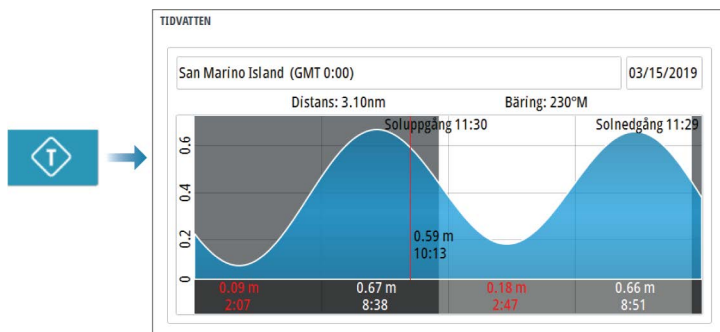 TIDVATTEN
San Marino Island (GMT 0:00)
03/15/2019
Distans: 3.10nm
Bäring: 230°M
Soluppgång 11:30
Solnedgång 11:29
0.6
0.4
0.2
0
0.59 m
10:13
0.09 m
2:07
0.67 m
8:38
0.18 m
2:47
0.66 m
8:51
T